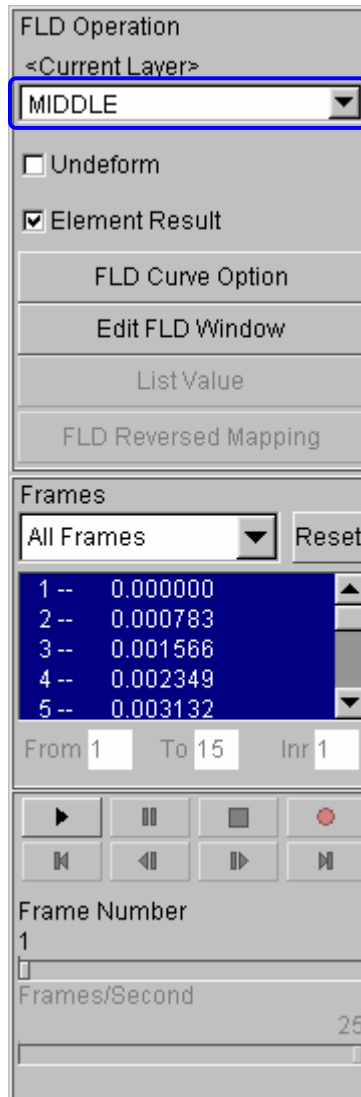 FLD Operation
<Current Layer>
MIDDLE
Undeform
Element Result
FLD Curve Option
Edit FLD Window
List Value
FLD Reversed Mapping
Frames
All Frames Reset
1 -- 0.000000
2 -- 0.000783
3 -- 0.001566
4 -- 0.002349
5 -- 0.003132
From 1 To 15 Inr 1
Frame Number
1
Frames/Second
25